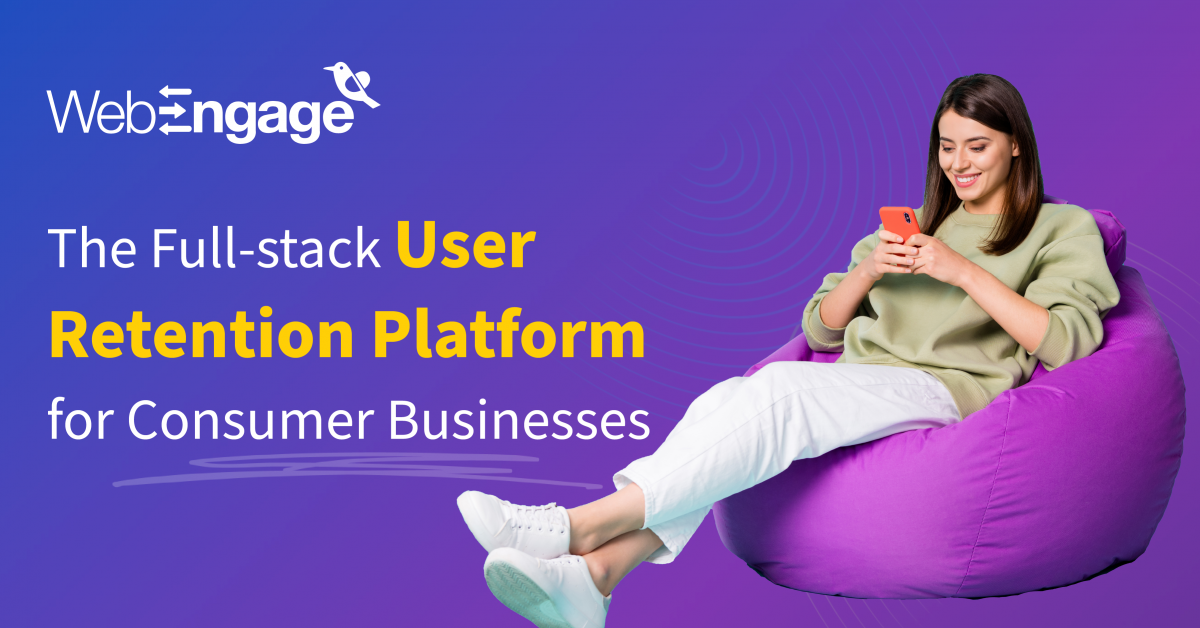 WebEngage
The Full-stack User
Retention Platform
for Consumer Businesses